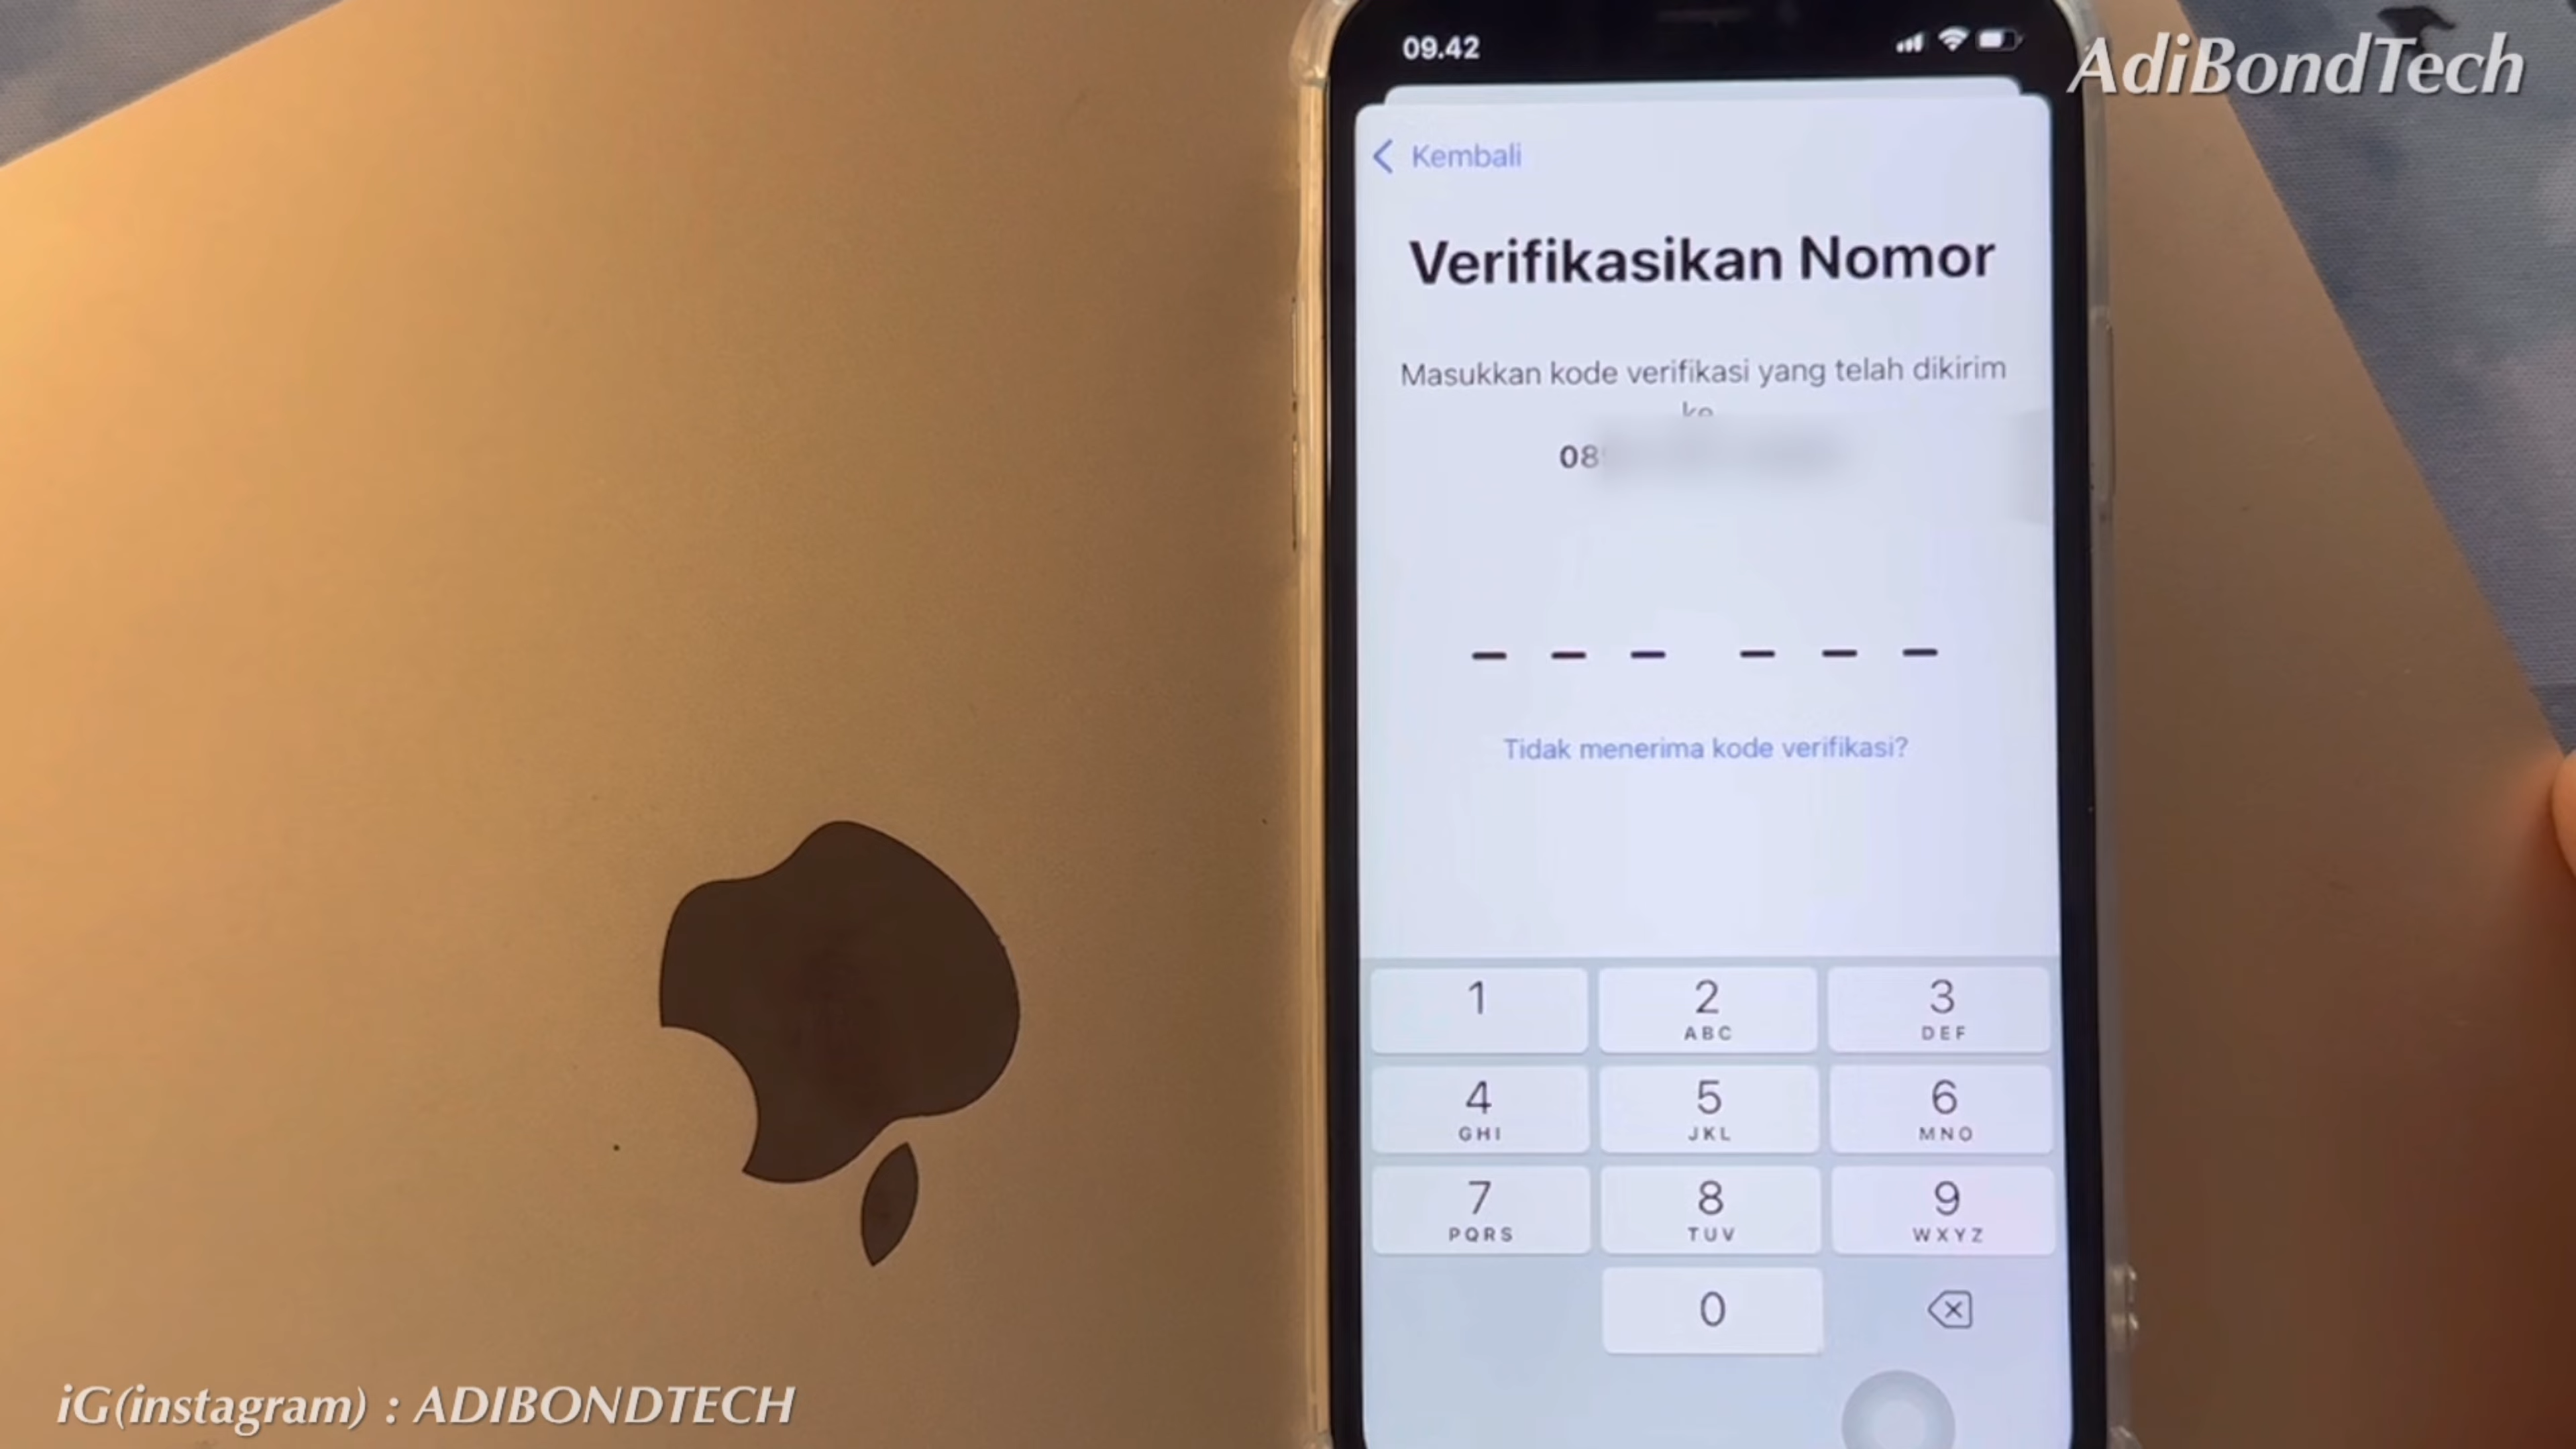 09.42
AdiBondTech
Kembali
Verifikasikan Nomor
Masukkan kode verifikasi yang telah dikirim
ke
08
Tidak menerima kode verifikasi?
1
2
ABC
3
DEF
4
GHI
5
JKL
6
MNO
7
PQRS
8
TUV
9
WXYZ
0
iG(instagram) : ADIBONDTECH